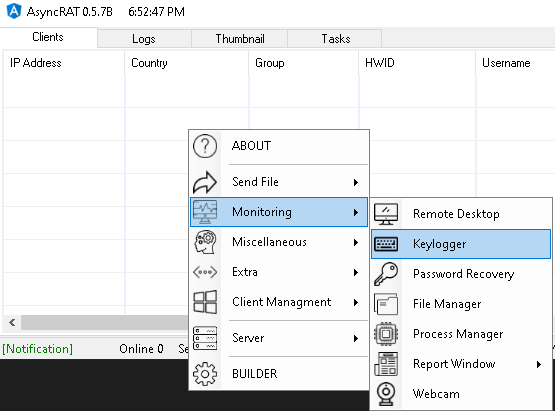 AsyncRAT 0.5.7B 6:52:47 PM
Clients Logs Thumbnail Tasks
IP Address Country Group HWID Username
ABOUT
Send File
Monitoring
Miscellaneous
Extra
Client Managment
Server
BUILDER
Remote Desktop
Keylogger
Password Recovery
File Manager
Process Manager
Report Window
Webcam
[Notification] Online 0